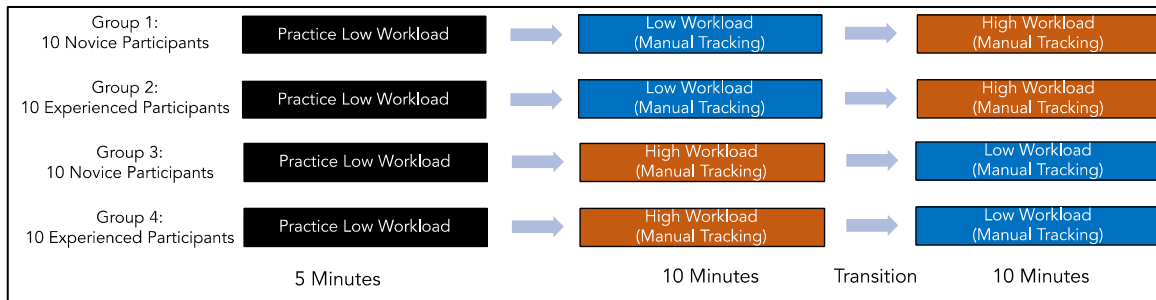 Group 1:
10 Novice Participants
Practice Low Workload
Low Workload
(Manual Tracking)
High Workload
(Manual Tracking)
Group 2:
10 Experienced Participants
Practice Low Workload
Low Workload
(Manual Tracking)
High Workload
(Manual Tracking)
Group 3:
10 Novice Participants
Practice Low Workload
High Workload
(Manual Tracking)
Low Workload
(Manual Tracking)
Group 4:
10 Experienced Participants
Practice Low Workload
High Workload
(Manual Tracking)
Low Workload
(Manual Tracking)
5 Minutes
10 Minutes
Transition
10 Minutes